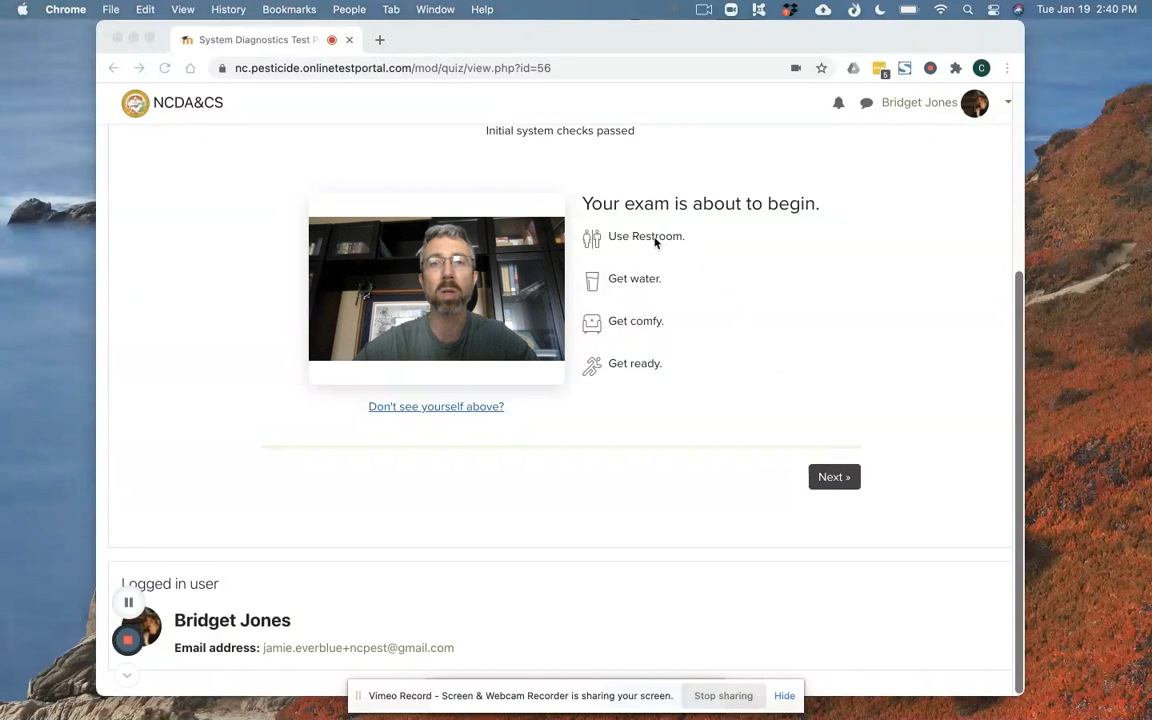 Chrome File Edit View History Bookmarks People Tab Window Help Tue Jan 19 2:40 PM
System Diagnostics Test P
nc.pesticide.onlinetestportal.com/mod/quiz/view.php?id=56
5
C
NCDA&CS
Bridget Jones
Initial system checks passed
Your exam is about to begin.
Use Restroom.
Get water.
Get comfy.
Get ready.
Don't see yourself above?
Next »
Logged in user
Bridget Jones
Email address: jamie.everblue+ncpest@gmail.com
Vimeo Record - Screen & Webcam Recorder is sharing your screen. Stop sharing Hide